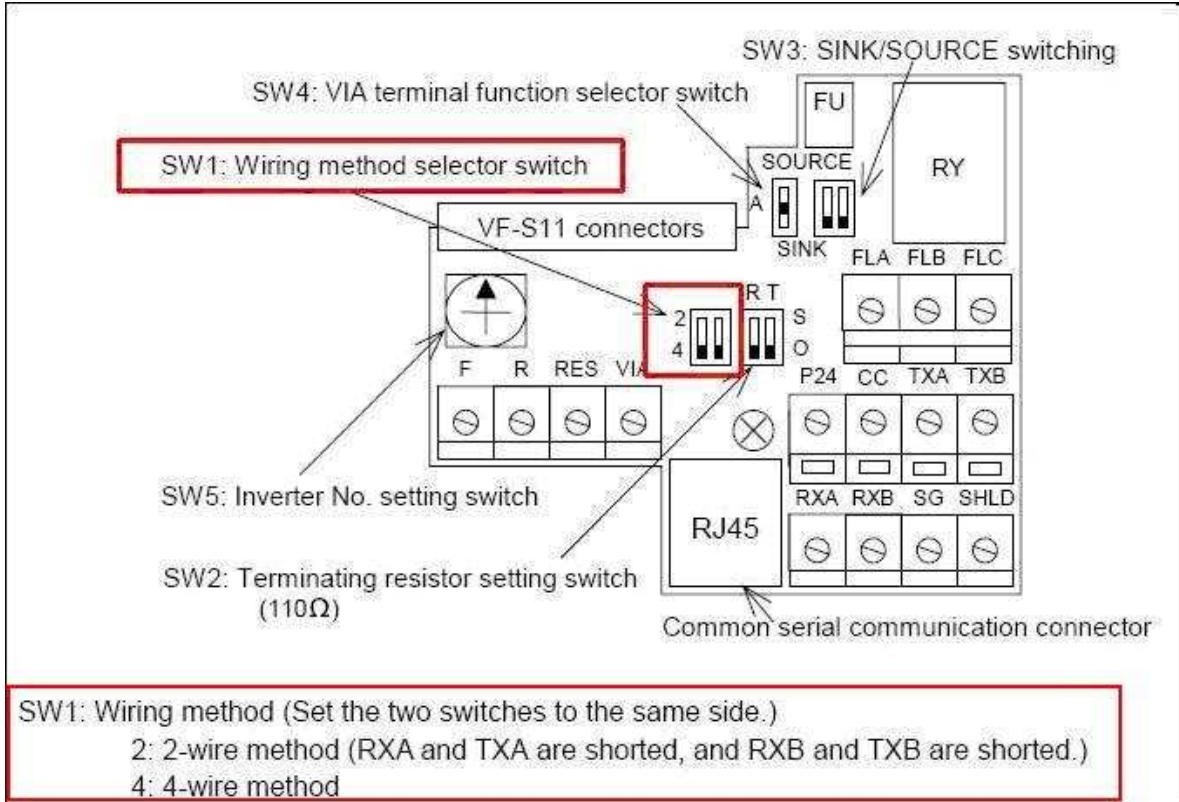 SW3: SINK/SOURCE switching
SW4: VIA terminal function selector switch
FU
SW1: Wiring method selector switch
SOURCE
RY
A
VF-S11 connectors
SINK
FLA FLB FLC
R T
2
S
4
O
F R RES VIA
P24 CC TXA TXB
SW5: Inverter No. setting switch
RXA RXB SG SHLD
RJ45
SW2: Terminating resistor setting switch
(110Ω)
Common serial communication connector
SW1: Wiring method (Set the two switches to the same side.)
2: 2-wire method (RXA and TXA are shorted, and RXB and TXB are shorted.)
4: 4-wire method